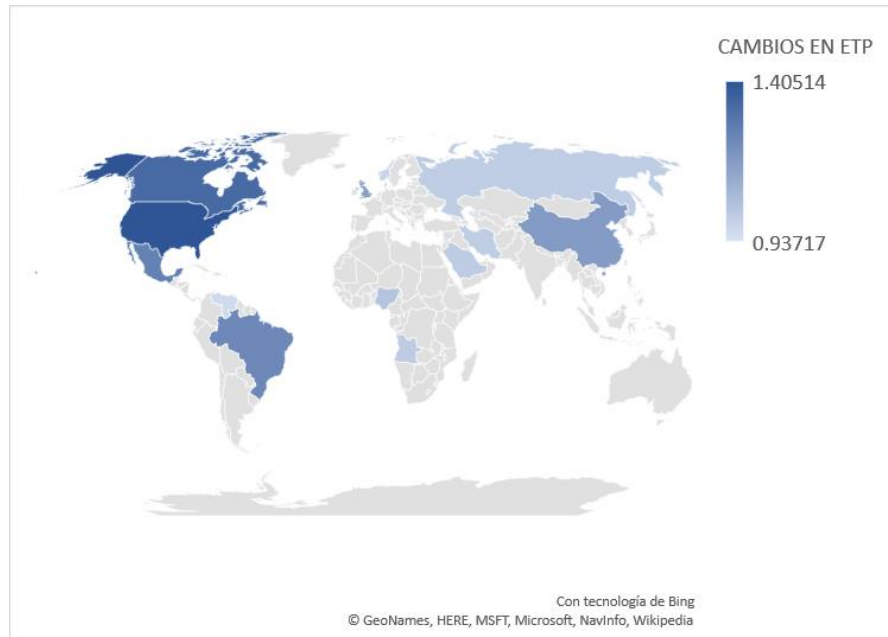 CAMBIOS EN ETP
1.40514
0.93717
Con tecnología de Bing
© GeoNames, HERE, MSFT, Microsoft, NavInfo, Wikipedia